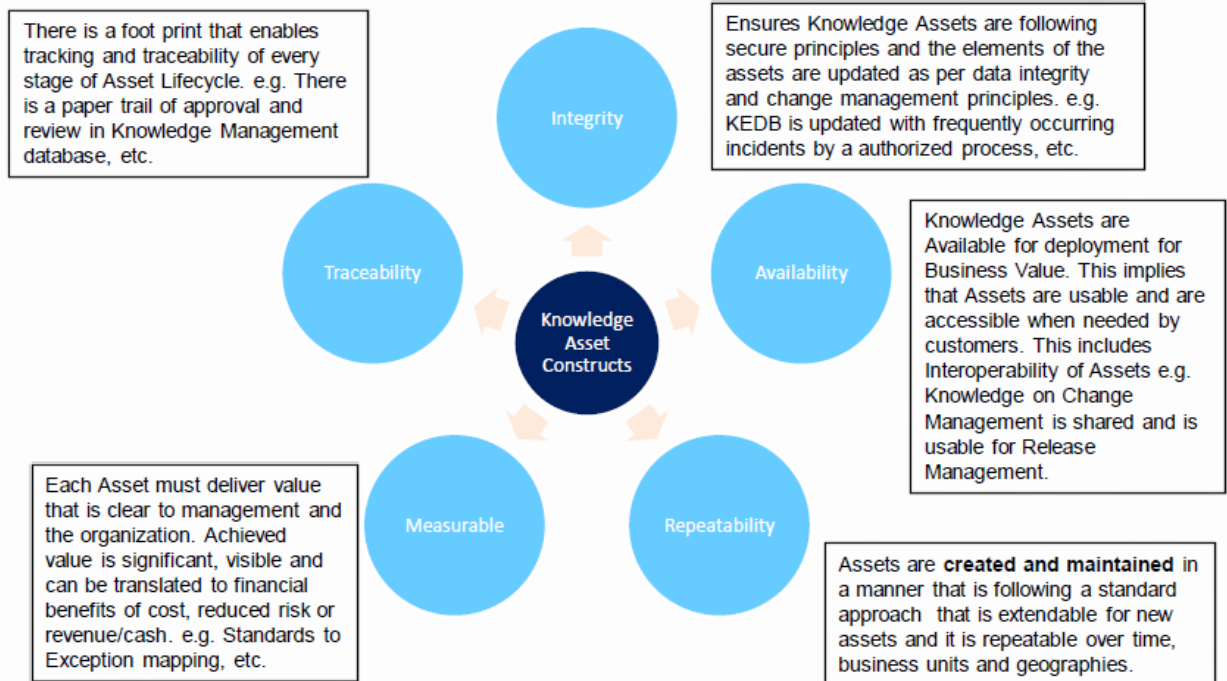 There is a foot print that enables
tracking and traceability of every
stage of Asset Lifecycle. e.g. There
is a paper trail of approval and
review in Knowledge Management
database, etc.
Integrity
Ensures Knowledge Assets are following
secure principles and the elements of the
assets are updated as per data integrity
and change management principles. e.g.
KEDB is updated with frequently occurring
incidents by a authorized process, etc.
Traceability
Knowledge
Asset
Constructs
Availability
Knowledge Assets are
Available for deployment for
Business Value. This implies
that Assets are usable and are
accessible when needed by
customers. This includes
Interoperability of Assets e.g.
Knowledge on Change
Management is shared and is
usable for Release
Management.
Each Asset must deliver value
that is clear to management and
the organization. Achieved
value is significant, visible and
can be translated to financial
benefits of cost, reduced risk or
revenue/cash. e.g. Standards to
Exception mapping, etc.
Measurable
Repeatability
Assets are created and maintained in
a manner that is following a standard
approach that is extendable for new
assets and it is repeatable over time,
business units and geographies.